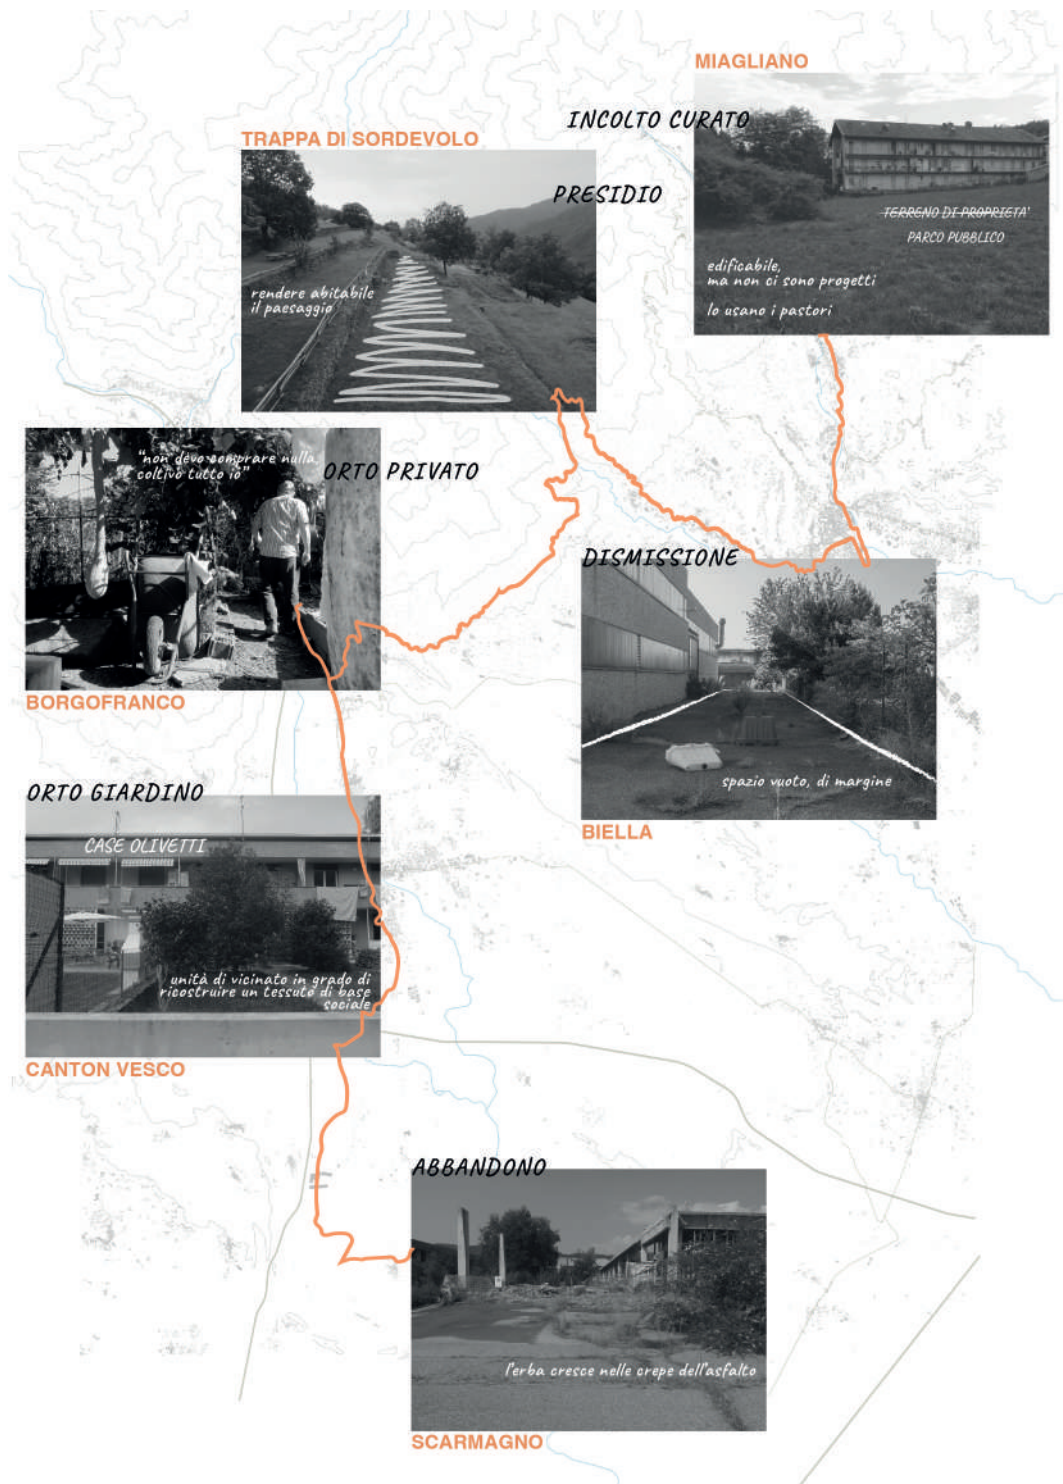 MIAGLIANO
INCOLTO CURATO
TERRENO DI PROPRIETA'
PARCO PUBBLICO
edificabile,
ma non ci sono progetti
lo usano i pastori
TRAPPA DI SORDEVOLO
PRESIDIO
rendere abitabile
il paesaggio
"non devo comprare nulla,
coltivo tutto io"
ORTO PRIVATO
BORGOFRANCO
DISMISSIONE
spazio vuoto, di margine
BIELLA
ORTO GIARDINO
CASE OLIVETTI
unità di vicinato in grado di
ricostruire un tessuto di base
sociale
CANTON VESCO
ABBANDONO
l'erba cresce nelle crepe dell'asfalto
SCARMAGNO